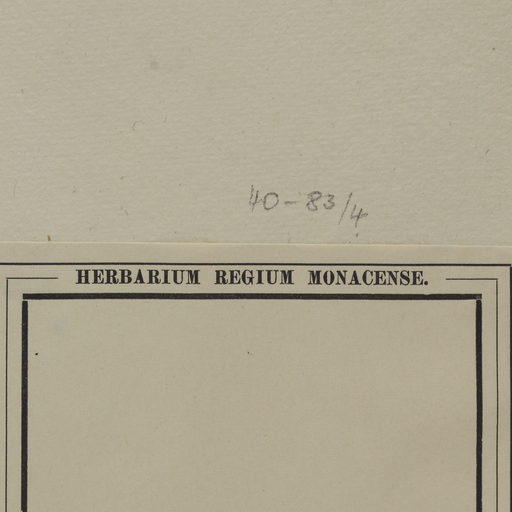 40-83/4
HERBARIUM REGIUM MONACENSE.